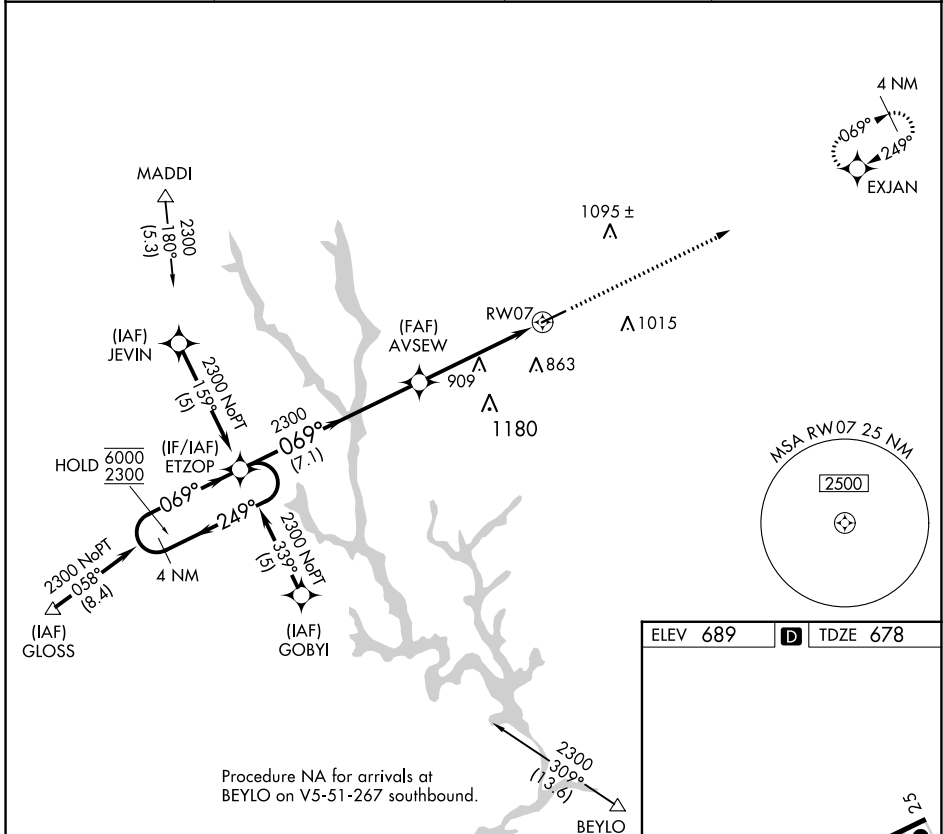 4 NM
069°
249°
EXJAN
MADDI
2300
180°
(5.3)
1095 ±
RW07
1015
(FAF)
AVSEW
(IAF)
JEVIN
909
863
2300 NoPT
159°
(5)
1180
2300
069°
(7.1)
(IF/IAF)
ETZOP
HOLD 6000
2300
MSA RW07 25 NM
2500
069°
249°
2300 NoPT
058°
(8.4)
4 NM
2300 NoPT
339°
(5)
(IAF)
GLOSS
(IAF)
GOBYI
ELEV 689 D TDZE 678
Procedure NA for arrivals at
BEYLO on V5-51-267 southbound.
2300
309°
(13.6)
BEYLO
25